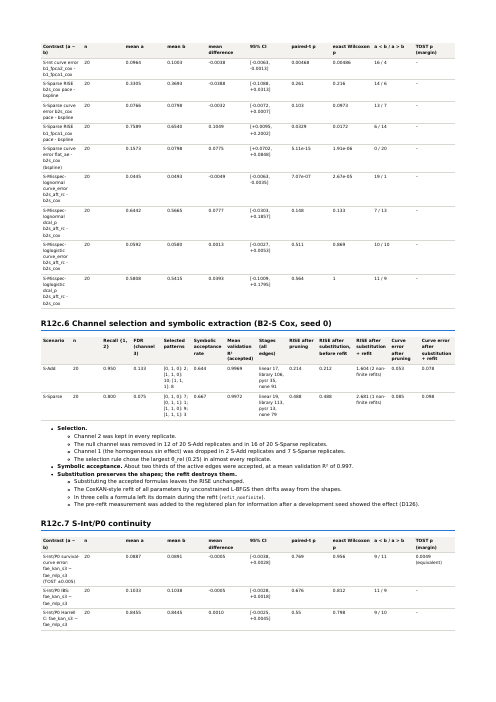 Contrast (a − b) n mean a mean b mean difference 95% CI paired-t p exact Wilcoxon p a < b / a > b TOST p (margin)
S-Int curve error b1_fpca2_cox - b1_fpca1_cox 20 0.0964 0.1003 -0.0038 [-0.0063, -0.0013] 0.00468 0.00486 16 / 4 –
S-Sparse RISE b2s_cox pace - bspline 20 0.3305 0.3693 -0.0388 [-0.1088, +0.0313] 0.261 0.216 14 / 6 –
S-Sparse curve error b2s_cox pace - bspline 20 0.0766 0.0798 -0.0032 [-0.0072, +0.0007] 0.103 0.0973 13 / 7 –
S-Sparse RISE b1_fpca1_cox pace - bspline 20 0.7589 0.6540 0.1049 [+0.0095, +0.2002] 0.0329 0.0172 6 / 14 –
S-Sparse curve error flat_ae - b2s_cox (bspline) 20 0.1573 0.0798 0.0775 [+0.0702, +0.0848] 5.11e-15 1.91e-06 0 / 20 –
S-Misspec-lognormal curve_error b2s_aft_rc - b2s_cox 20 0.0445 0.0493 -0.0049 [-0.0063, -0.0035] 7.07e-07 2.67e-05 19 / 1 –
S-Misspec-lognormal dcal_p b2s_aft_rc - b2s_cox 20 0.6442 0.5665 0.0777 [-0.0303, +0.1857] 0.148 0.133 7 / 13 –
S-Misspec-loglogistic curve_error b2s_aft_rc - b2s_cox 20 0.0592 0.0580 0.0013 [-0.0027, +0.0053] 0.511 0.869 10 / 10 –
S-Misspec-loglogistic dcal_p b2s_aft_rc - b2s_cox 20 0.5808 0.5415 0.0393 [-0.1009, +0.1795] 0.564 1 11 / 9 –
R12c.6 Channel selection and symbolic extraction (B2-S Cox, seed 0)
Scenario n Recall {1, 2} FDR (channel 3) Selected patterns Symbolic acceptance rate Mean validation R² (accepted) Stages (all edges) RISE after pruning RISE after substitution, before refit RISE after substitution + refit Curve error after pruning Curve error after substitution + refit
S-Add 20 0.950 0.133 [0, 1, 0]: 2; [1, 1, 0]: 10; [1, 1, 1]: 8 0.644 0.9969 linear 17, library 106, pysr 35, none 91 0.214 0.212 1.604 (2 non-finite refits) 0.053 0.078
S-Sparse 20 0.800 0.075 [0, 1, 0]: 7; [0, 1, 1]: 1; [1, 1, 0]: 9; [1, 1, 1]: 3 0.667 0.9972 linear 19, library 113, pysr 13, none 79 0.488 0.488 2.681 (1 non-finite refits) 0.085 0.098
• Selection.
Channel 2 was kept in every replicate.
The null channel was removed in 12 of 20 S-Add replicates and in 16 of 20 S-Sparse replicates.
Channel 1 (the homogeneous sin effect) was dropped in 2 S-Add replicates and 7 S-Sparse replicates.
The selection rule chose the largest θ_rel (0.25) in almost every replicate.
• Symbolic acceptance. About two thirds of the active edges were accepted, at a mean validation R² of 0.997.
• Substitution preserves the shapes; the refit destroys them.
Substituting the accepted formulas leaves the RISE unchanged.
The CoxKAN-style refit of all parameters by unconstrained L-BFGS then drifts away from the shapes.
In three cells a formula left its domain during the refit (refit_nonfinite).
The pre-refit measurement was added to the registered plan for information after a development seed showed the effect (D126).
R12c.7 S-Int/P0 continuity
Contrast (a − b) n mean a mean b mean difference 95% CI paired-t p exact Wilcoxon p a < b / a > b TOST p (margin)
S-Int/P0 survival-curve error fae_kan_s3 − fae_mlp_s3 (TOST ±0.005) 20 0.0887 0.0891 -0.0005 [-0.0038, +0.0028] 0.769 0.956 9 / 11 0.0049 (equivalent)
S-Int/P0 IBS: fae_kan_s3 − fae_mlp_s3 20 0.1033 0.1038 -0.0005 [-0.0028, +0.0018] 0.676 0.812 11 / 9 –
S-Int/P0 Harrell C: fae_kan_s3 − fae_mlp_s3 20 0.8455 0.8445 0.0010 [-0.0025, +0.0045] 0.55 0.798 9 / 10 –